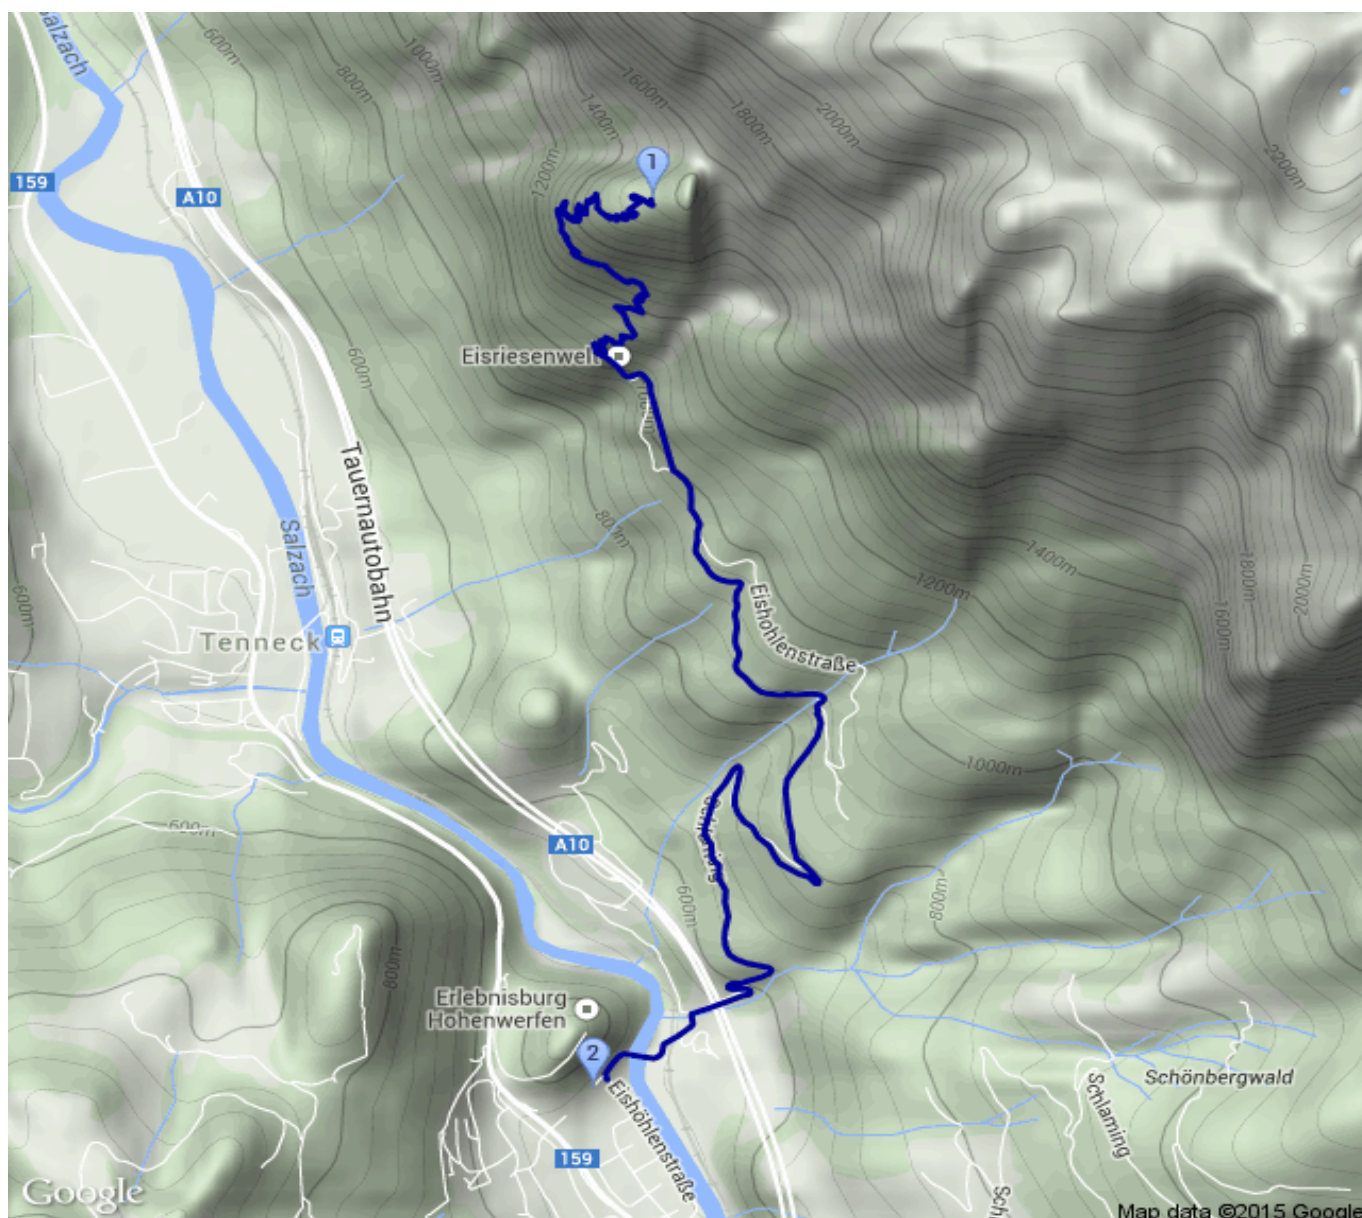 Salzach
600m
1000m
800m
1600m
1400m
1800m
2000m
2200m
1200m
1
159
A10
Eisriesenwelt
600m
Tauernautobahn
Salzach
800m
1400m
1200m
1800m
2000m
1600m
600m
Eishöhlenstraße
Tenneck
1000m
600m
A10
Schlaming
600m
800m
800m
Erlebnisburg
Hohenwerfen
2
Eishöhlenstraße
Schönbergwald
Schlaming
159
Google
Map data ©2015 Google